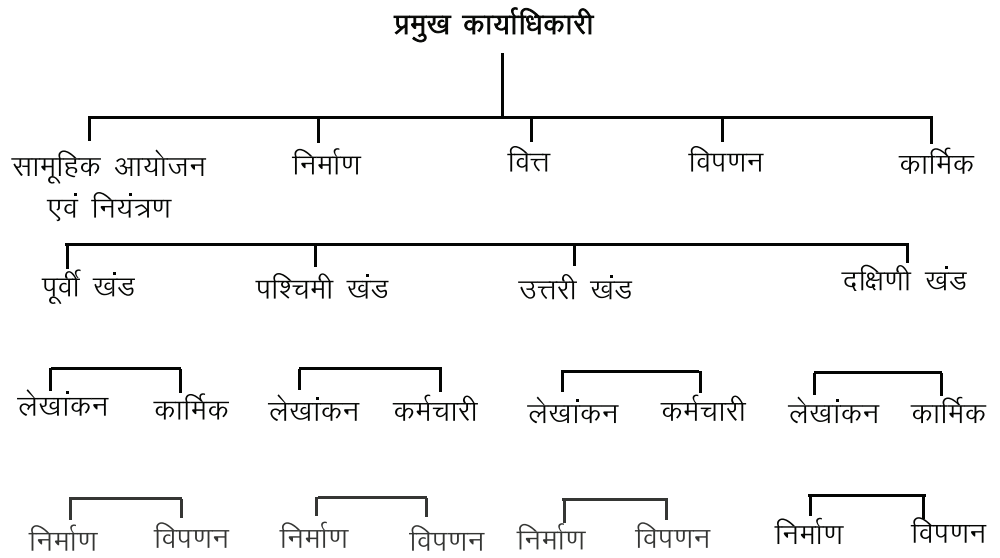 प्रमुख कार्याधिकारी
सामूहिक आयोजन निर्माण वित्त विपणन कार्मिक
एवं नियंत्रण
पूर्वी खंड पश्चिमी खंड उत्तरी खंड दक्षिणी खंड
लेखांकन कार्मिक लेखांकन कर्मचारी लेखांकन कर्मचारी लेखांकन कार्मिक
निर्माण विपणन निर्माण विपणन निर्माण विपणन निर्माण विपणन